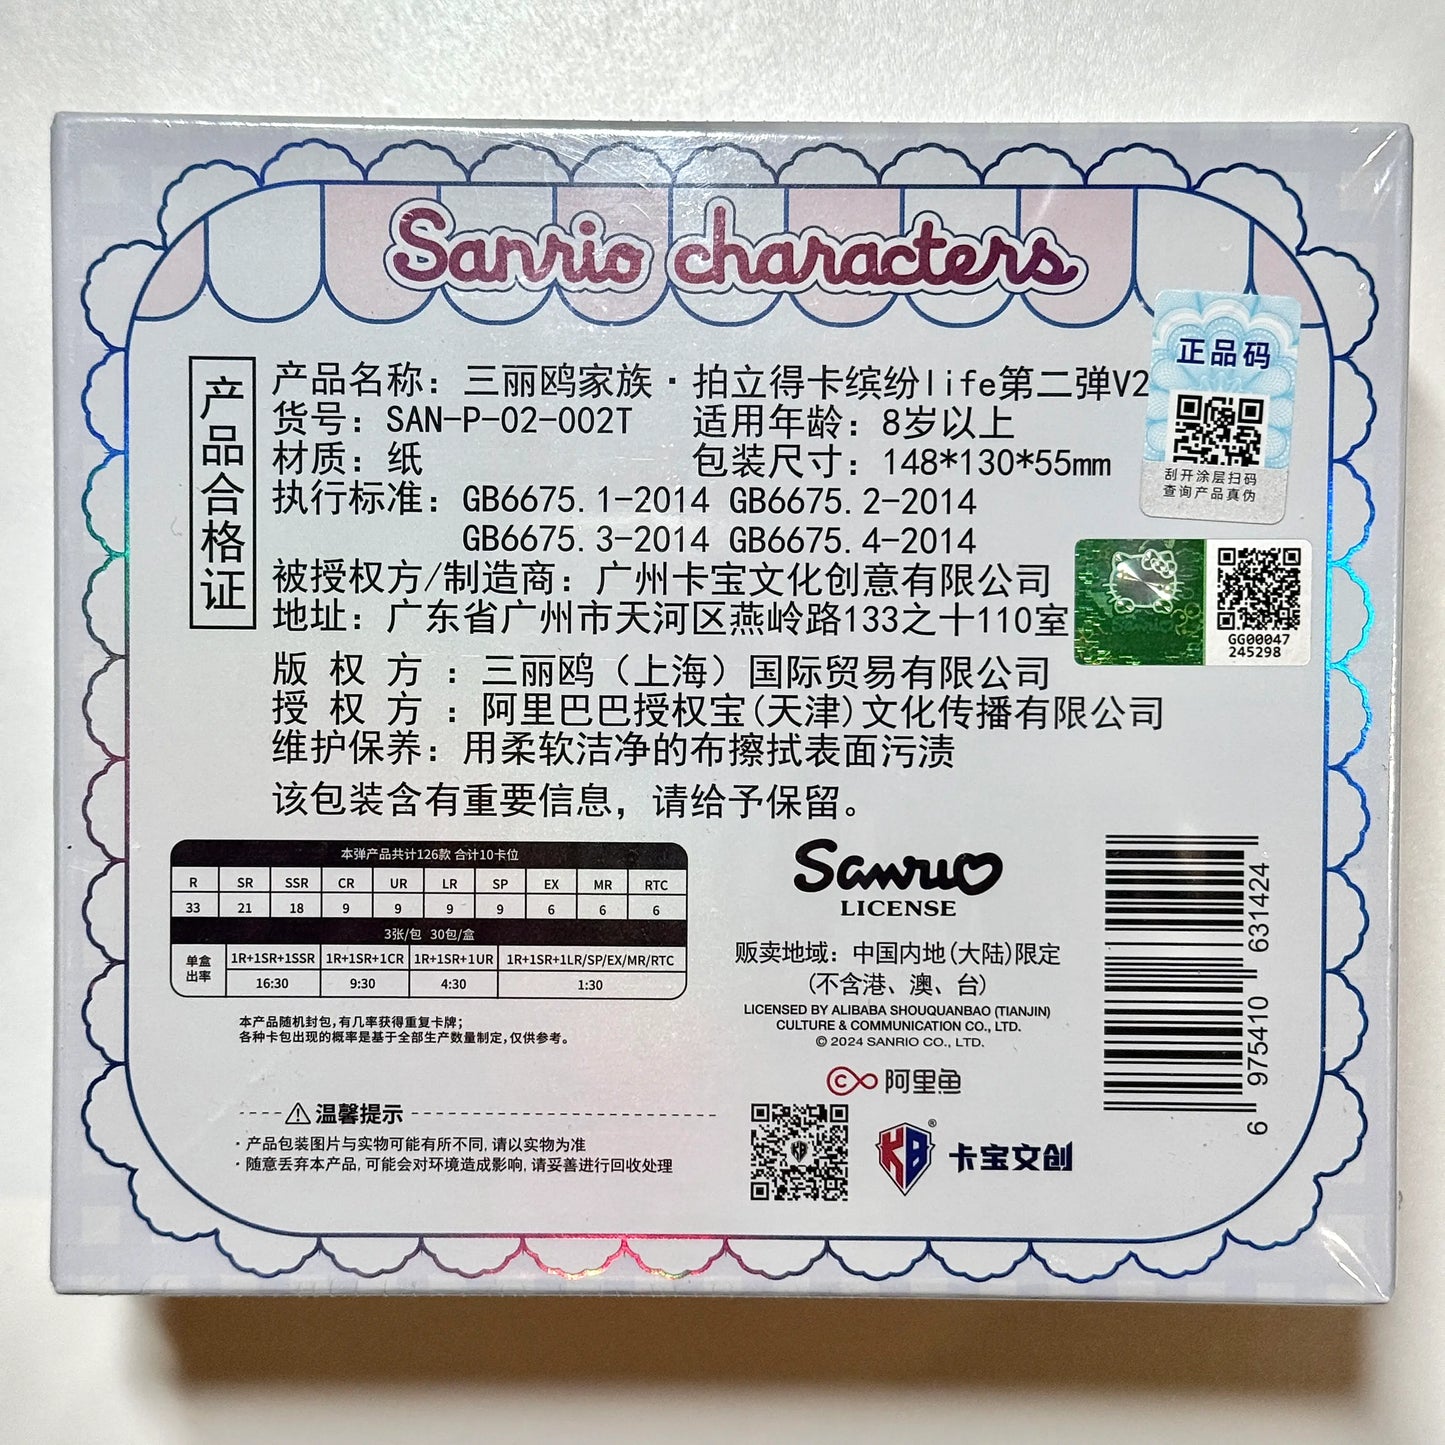 Sanrio characters
产品合格证
产品名称：三丽鸥家族·拍立得卡缤纷life第二弹V2
货号：SAN-P-02-002T 适用年龄：8岁以上
材质：纸 包装尺寸：148*130*55mm
执行标准：GB6675.1-2014 GB6675.2-2014
GB6675.3-2014 GB6675.4-2014
被授权方/制造商：广州卡宝文化创意有限公司
地址：广东省广州市天河区燕岭路133之十110室
版权方：三丽鸥（上海）国际贸易有限公司
授权方：阿里巴巴授权宝(天津)文化传播有限公司
维护保养：用柔软洁净的布擦拭表面污渍
该包装含有重要信息，请给予保留。
正品码
刮开涂层扫码
查询产品真伪
GG00047
245298
本弹产品共计126款 合计10卡位
R SR SSR CR UR LR SP EX MR RTC
33 21 18 9 9 9 9 6 6 6
3张/包 30包/盒
单盒出率 1R+1SR+1SSR 1R+1SR+1CR 1R+1SR+1UR 1R+1SR+1LR/SP/EX/MR/RTC
16:30 9:30 4:30 1:30
本产品随机封包,有几率获得重复卡牌；
各种卡包出现的概率是基于全部生产数量制定,仅供参考。
温馨提示
·产品包装图片与实物可能有所不同,请以实物为准
·随意丢弃本产品,可能会对环境造成影响,请妥善进行回收处理
Sanrio
LICENSE
贩卖地域：中国内地(大陆)限定
(不含港、澳、台)
LICENSED BY ALIBABA SHOUQUANBAO (TIANJIN)
CULTURE & COMMUNICATION CO., LTD.
© 2024 SANRIO CO., LTD.
阿里鱼
KB® 卡宝文创
6 975410 631424